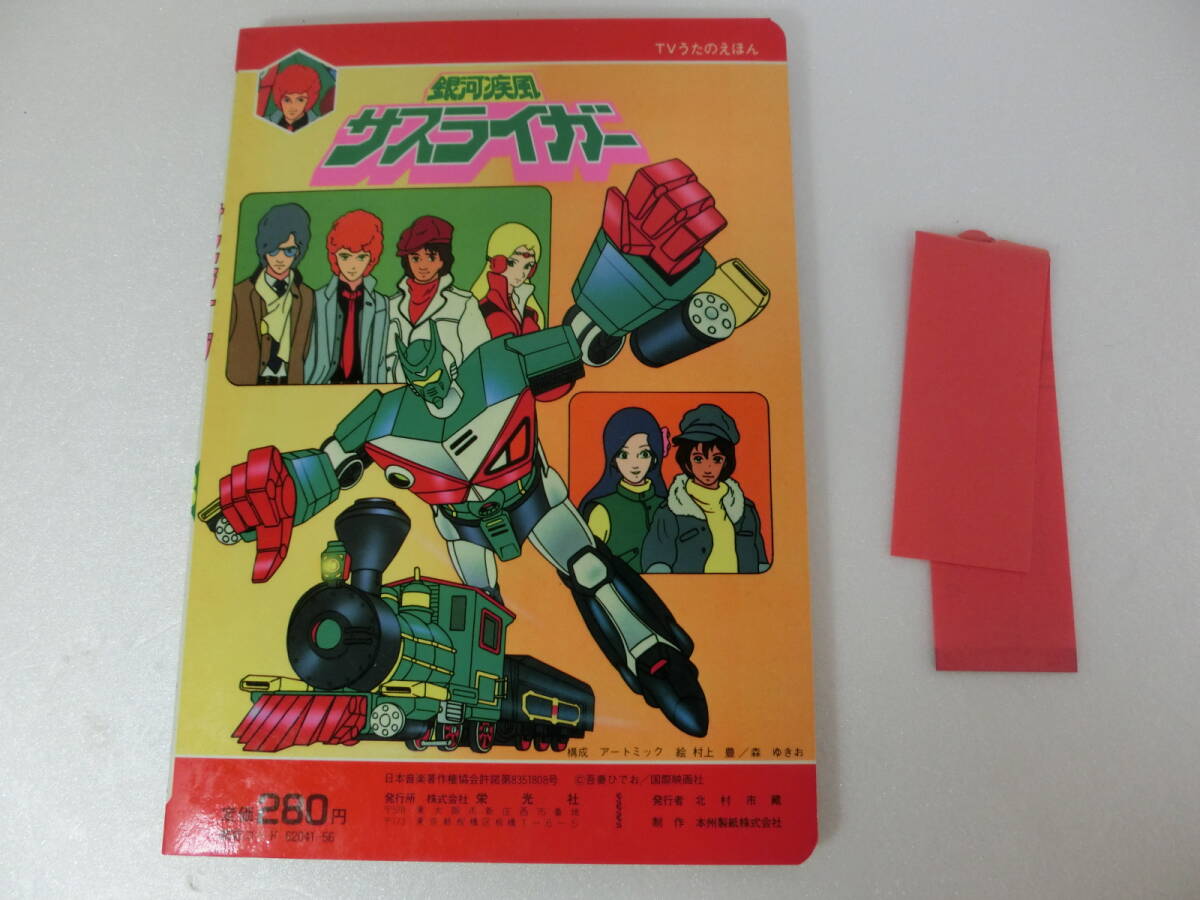 TVうたのえほん
銀河疾風
サスライガー
構成 アートミック 絵 村上 豊／森 ゆきお
日本音楽著作権協会許諾第8351808号 Ⓒ吾妻ひでお／国際映画社
定価280円
発行所 株式会社 栄光社
発行者 北村市蔵
制作 本州製紙株式会社
62041-56